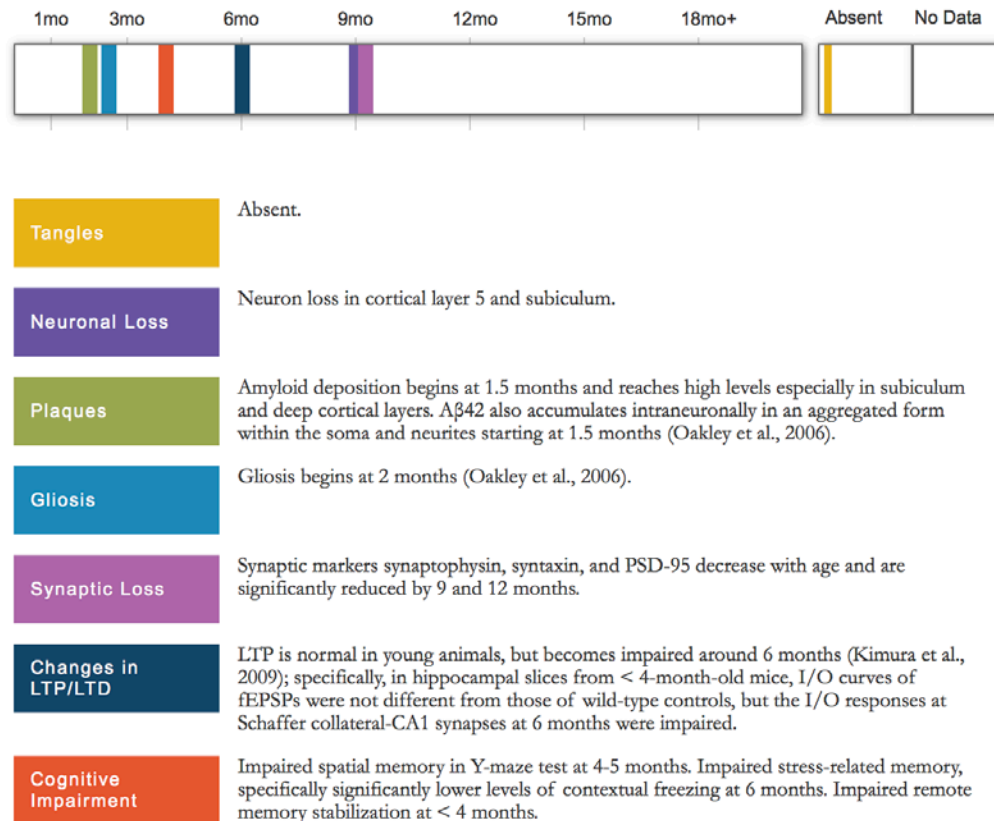 1mo 3mo 6mo 9mo 12mo 15mo 18mo+ Absent No Data
Tangles
Absent.
Neuronal Loss
Neuron loss in cortical layer 5 and subiculum.
Plaques
Amyloid deposition begins at 1.5 months and reaches high levels especially in subiculum
and deep cortical layers. Aβ42 also accumulates intraneuronally in an aggregated form
within the soma and neurites starting at 1.5 months (Oakley et al., 2006).
Gliosis
Gliosis begins at 2 months (Oakley et al., 2006).
Synaptic Loss
Synaptic markers synaptophysin, syntaxin, and PSD-95 decrease with age and are
significantly reduced by 9 and 12 months.
Changes in
LTP/LTD
LTP is normal in young animals, but becomes impaired around 6 months (Kimura et al.,
2009); specifically, in hippocampal slices from < 4-month-old mice, I/O curves of
fEPSPs were not different from those of wild-type controls, but the I/O responses at
Schaffer collateral-CA1 synapses at 6 months were impaired.
Cognitive
Impairment
Impaired spatial memory in Y-maze test at 4-5 months. Impaired stress-related memory,
specifically significantly lower levels of contextual freezing at 6 months. Impaired remote
memory stabilization at < 4 months.